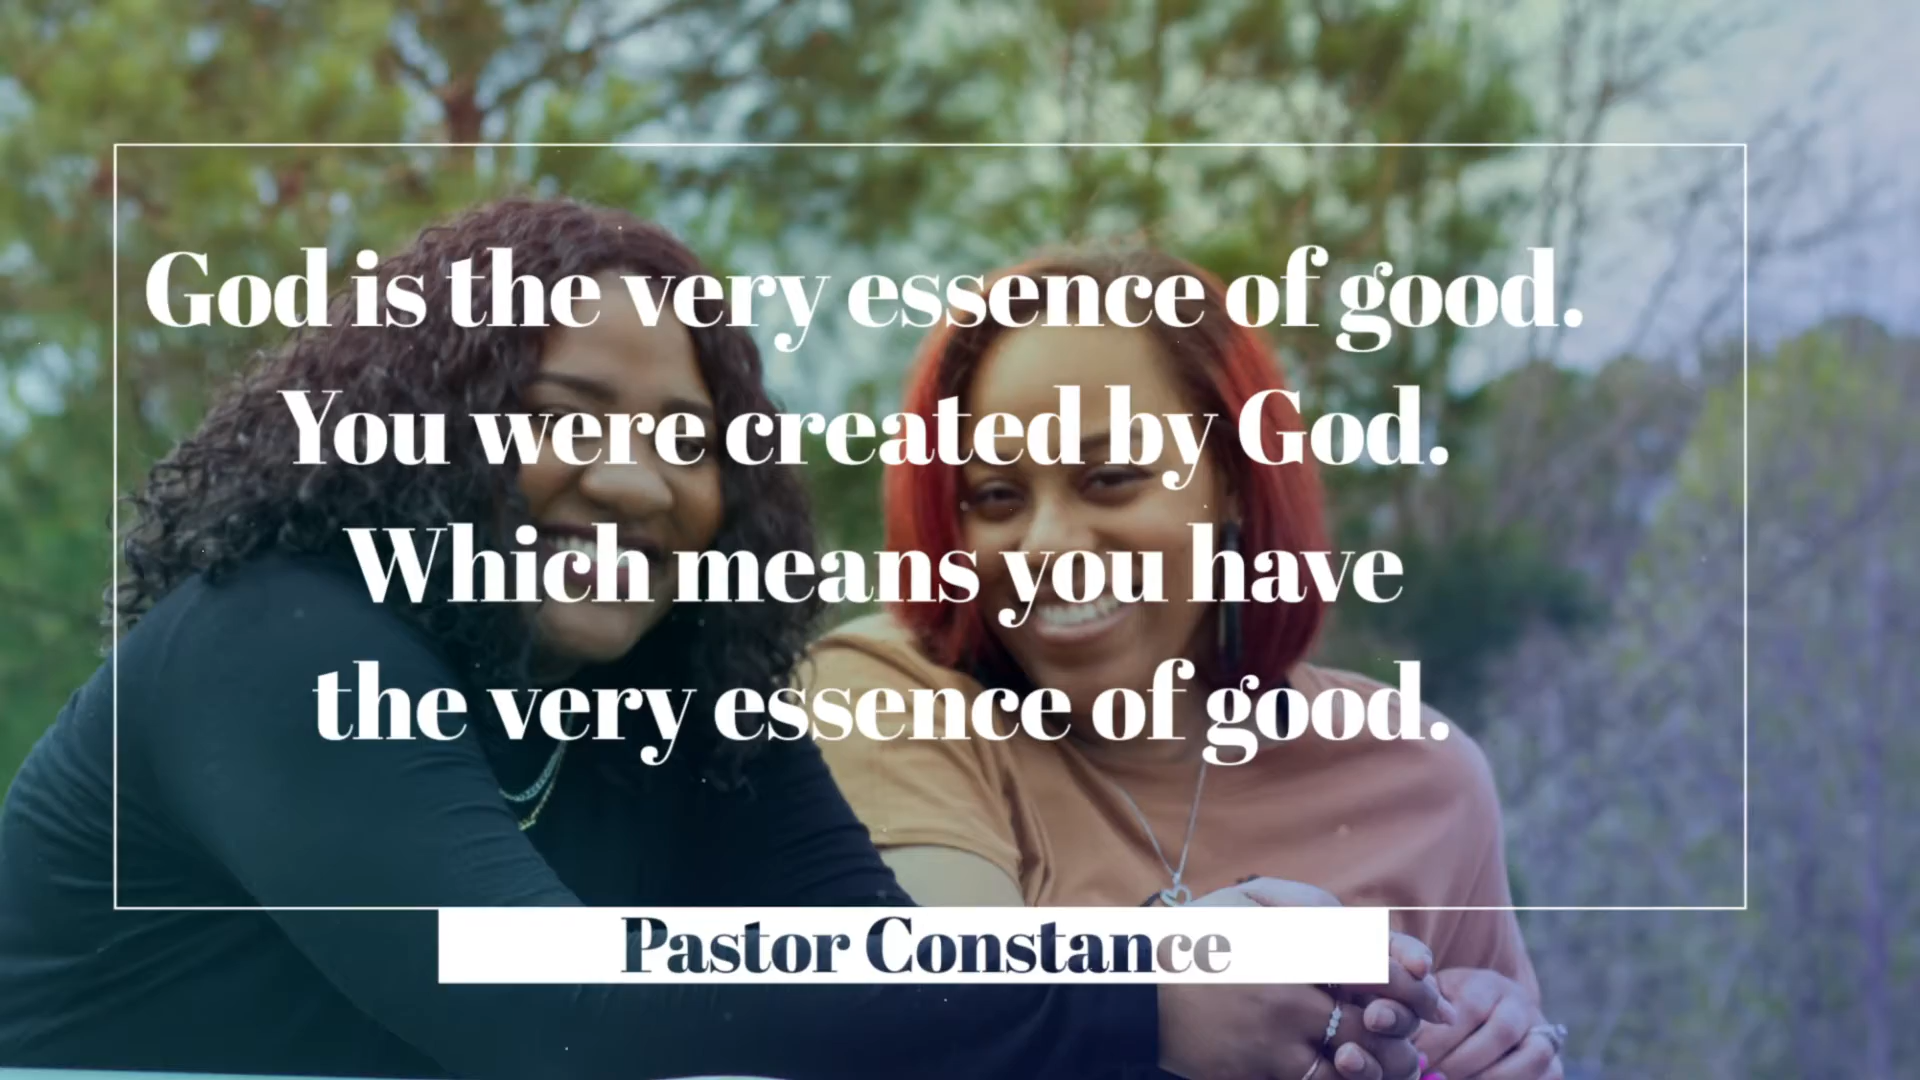 God is the very essence of good.
You were created by God.
Which means you have
the very essence of good.
Pastor Constance